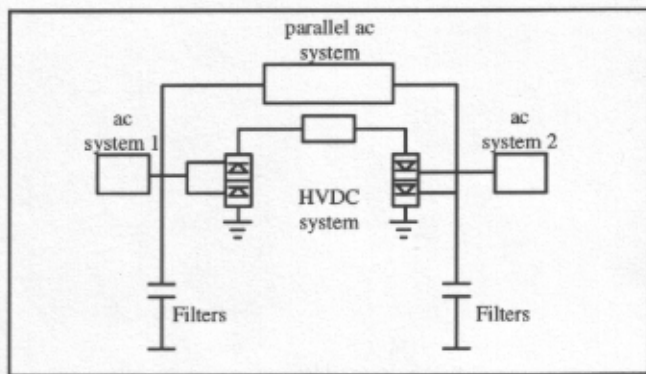 parallel ac
system
ac
system 1
ac
system 2
HVDC
system
Filters
Filters